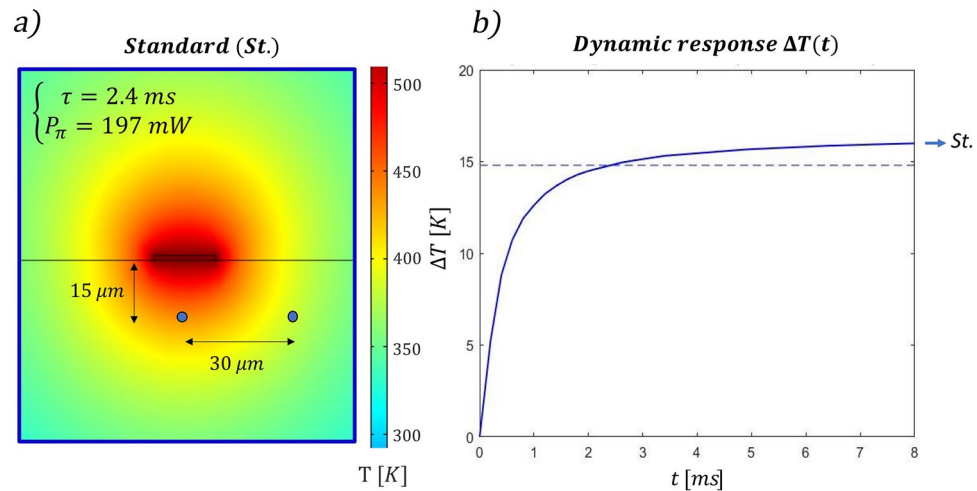 a)
Standard (St.)
τ = 2.4 ms
Pπ = 197 mW
15 μm
30 μm
500
450
400
350
300
T [K]
b)
Dynamic response ΔT(t)
20
15
10
5
0
ΔT [K]
St.
0 1 2 3 4 5 6 7 8
t [ms]